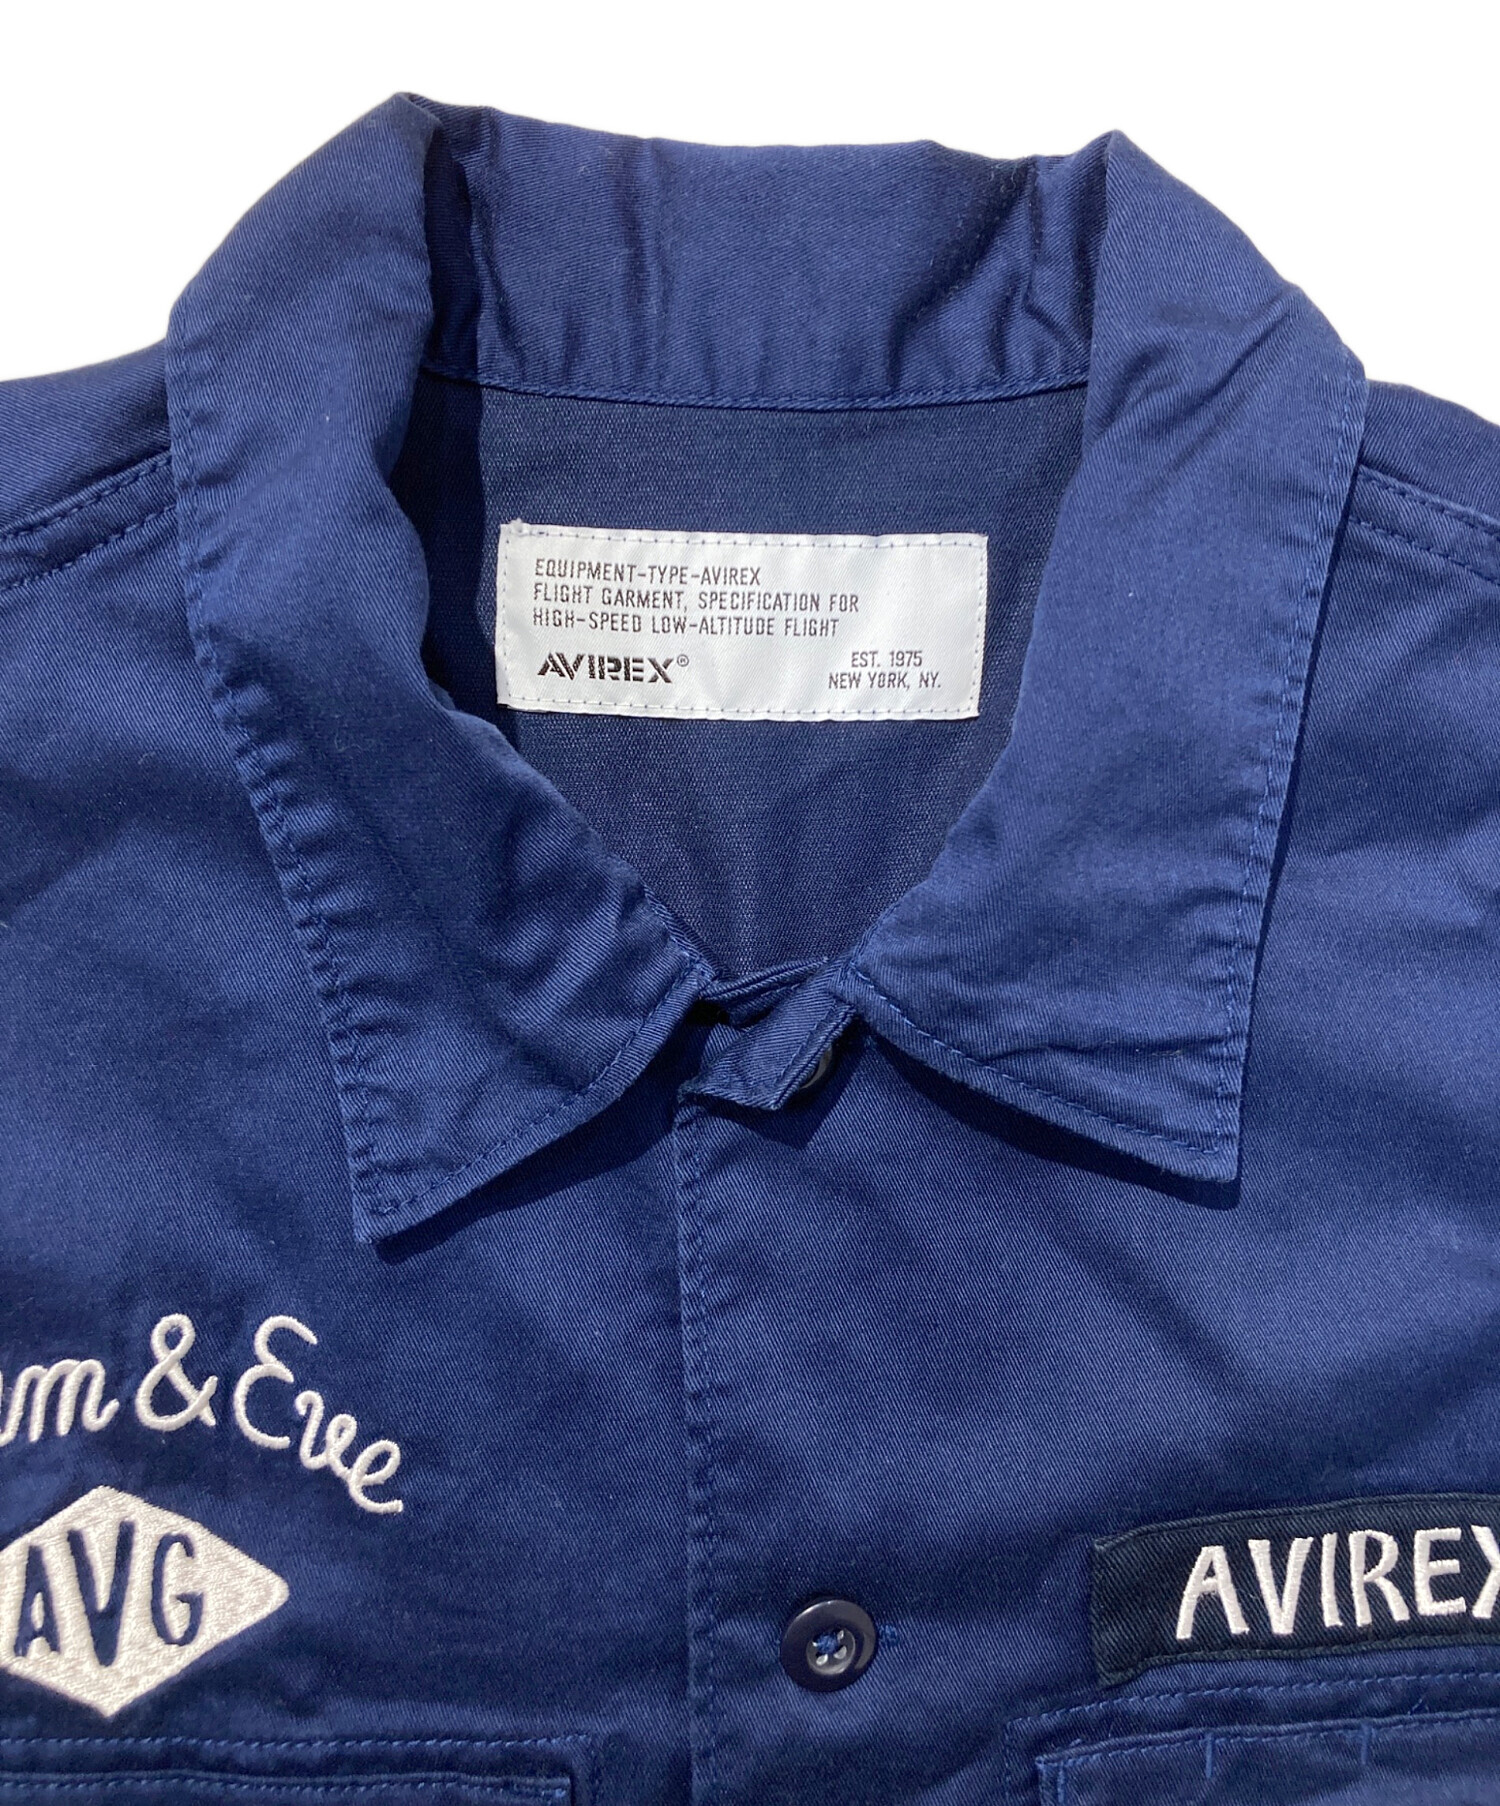 EQUIPMENT-TYPE-AVIREX
FLIGHT GARMENT, SPECIFICATION FOR
HIGH-SPEED LOW-ALTITUDE FLIGHT
AVIREX®
EST. 1975
NEW YORK, NY.
& Eve
AVG
AVIREX